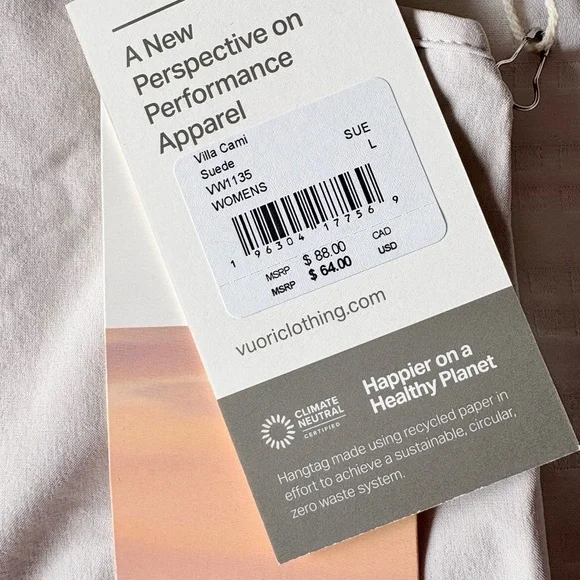 A New
Perspective on
Performance
Apparel
Villa Cami
SUE
Suede
L
VW1135
WOMENS
1 96304 17756 9
MSRP $ 88.00 CAD
MSRP $ 64.00 USD
vuoriclothing.com
CLIMATE
NEUTRAL
CERTIFIED
Happier on a
Healthy Planet
Hangtag made using recycled paper in
effort to achieve a sustainable, circular,
zero waste system.